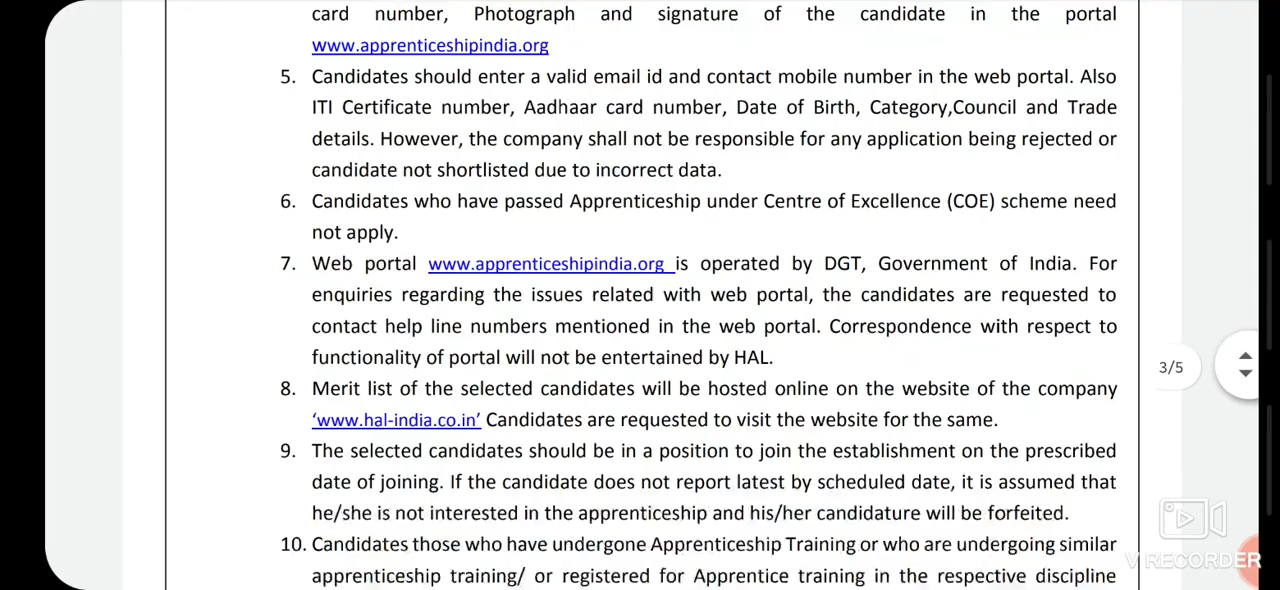 card number, Photograph and signature of the candidate in the portal
www.apprenticeshipindia.org
5. Candidates should enter a valid email id and contact mobile number in the web portal. Also
ITI Certificate number, Aadhaar card number, Date of Birth, Category,Council and Trade
details. However, the company shall not be responsible for any application being rejected or
candidate not shortlisted due to incorrect data.
6. Candidates who have passed Apprenticeship under Centre of Excellence (COE) scheme need
not apply.
7. Web portal www.apprenticeshipindia.org is operated by DGT, Government of India. For
enquiries regarding the issues related with web portal, the candidates are requested to
contact help line numbers mentioned in the web portal. Correspondence with respect to
functionality of portal will not be entertained by HAL.
3/5
8. Merit list of the selected candidates will be hosted online on the website of the company
‘www.hal-india.co.in’ Candidates are requested to visit the website for the same.
9. The selected candidates should be in a position to join the establishment on the prescribed
date of joining. If the candidate does not report latest by scheduled date, it is assumed that
he/she is not interested in the apprenticeship and his/her candidature will be forfeited.
10. Candidates those who have undergone Apprenticeship Training or who are undergoing similar
apprenticeship training/ or registered for Apprentice training in the respective discipline
V RECORDER